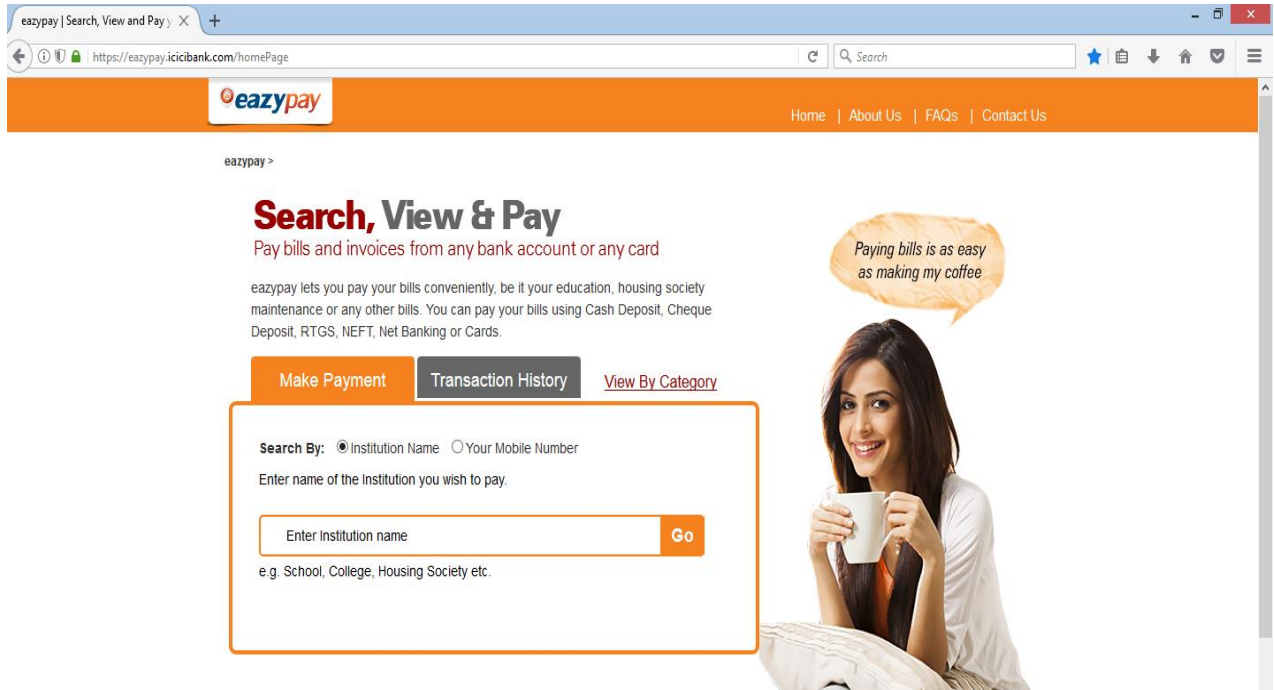 eazypay | Search, View and Pay y
https://eazypay.icicibank.com/homePage
Search
eazypay
Home | About Us | FAQs | Contact Us
eazypay >
Search, View & Pay
Pay bills and invoices from any bank account or any card
eazypay lets you pay your bills conveniently, be it your education, housing society
maintenance or any other bills. You can pay your bills using Cash Deposit, Cheque
Deposit, RTGS, NEFT, Net Banking or Cards.
Paying bills is as easy
as making my coffee
Make Payment
Transaction History
View By Category
Search By: Institution Name Your Mobile Number
Enter name of the Institution you wish to pay.
Enter Institution name
Go
e.g. School, College, Housing Society etc.